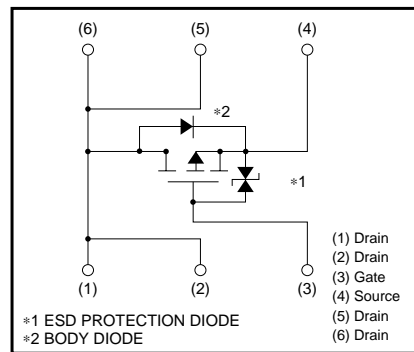 (6) (5) (4)
∗2
∗1
(1) Drain
(2) Drain
(3) Gate
(4) Source
(5) Drain
(6) Drain
(1) (2) (3)
∗1 ESD PROTECTION DIODE
∗2 BODY DIODE